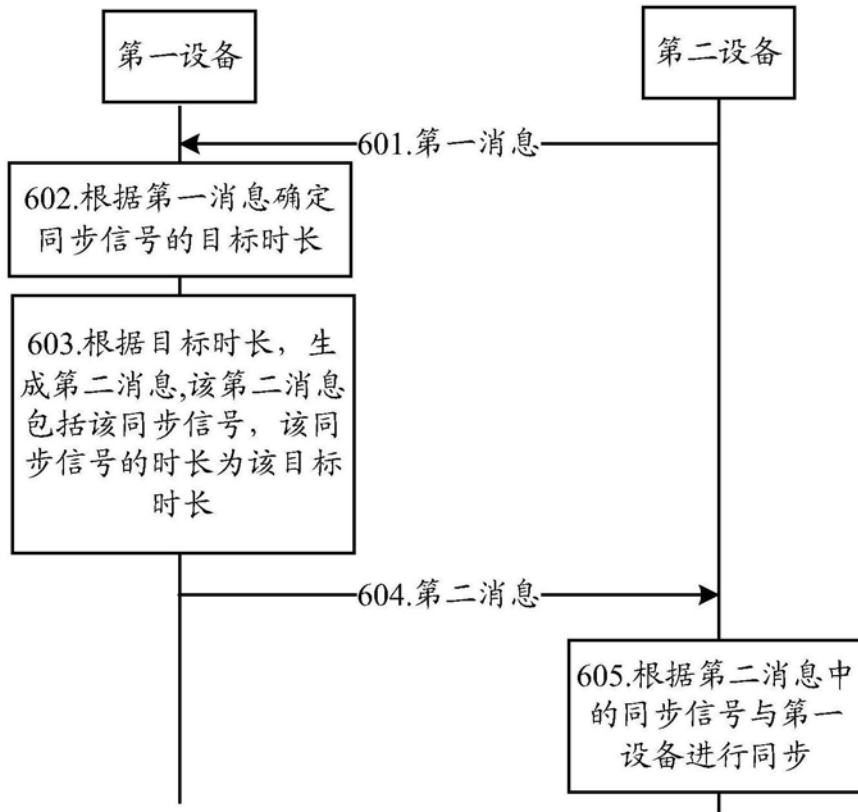 第一设备
第二设备
601.第一消息
602.根据第一消息确定
同步信号的目标时长
603.根据目标时长，生
成第二消息,该第二消息
包括该同步信号，该同
步信号的时长为该目标
时长
604.第二消息
605.根据第二消息中
的同步信号与第一
设备进行同步